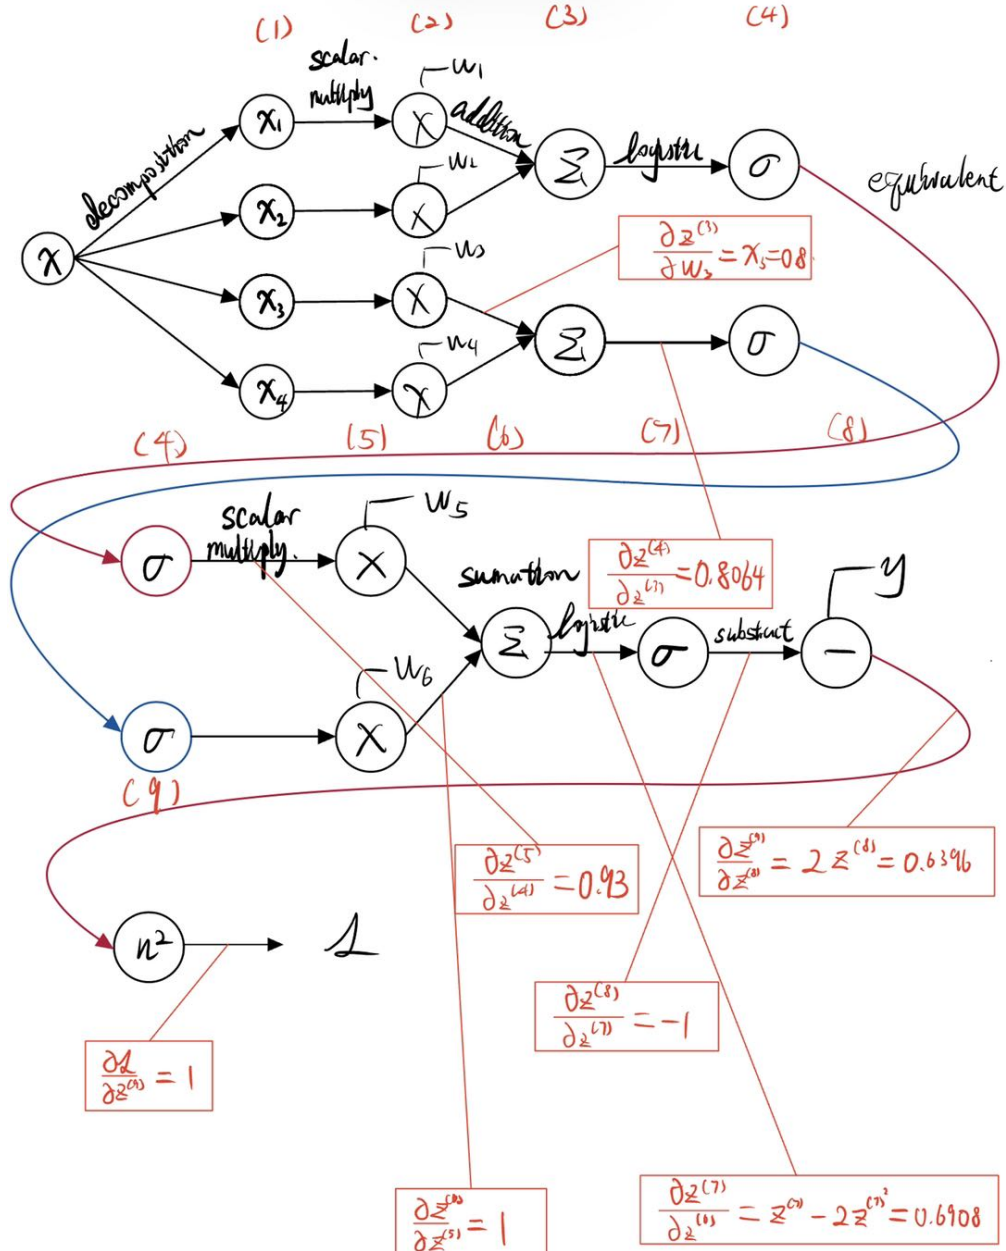 (1) (2) (3) (4)
scalar. multiply
W1
decomposition
x1
x
addition
Σ
logistic
σ
equivalent
W2
x2
x
x
∂z(3)/∂W3 = x3 = 08
W3
x3
x
Σ
σ
W4
x4
x
(4) (5) (6) (7) (8)
scalar multiply.
W5
σ
x
sumation
∂z(4)/∂z(3) = 0.8064
y
Σ
logistic
σ
substract
−
W6
σ
x
(9)
∂z(5)/∂z(4) = 0.93
∂z(9)/∂z(8) = 2z(8) = 0.6396
n²
L
∂z(8)/∂z(7) = -1
∂L/∂z(9) = 1
∂z(6)/∂z(5) = 1
∂z(7)/∂z(6) = z(7) - 2z(7)² = 0.6908